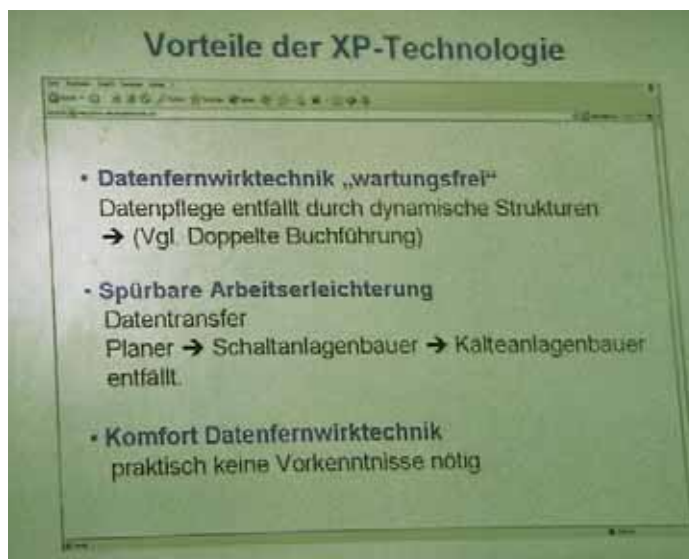 Vorteile der XP-Technologie
• Datenfernwirktechnik „wartungsfrei“
Datenpflege entfällt durch dynamische Strukturen
➔ (Vgl. Doppelte Buchführung)
• Spürbare Arbeitserleichterung
Datentransfer
Planer ➔ Schaltanlagenbauer ➔ Kälteanlagenbauer
entfällt.
• Komfort Datenfernwirktechnik
praktisch keine Vorkenntnisse nötig